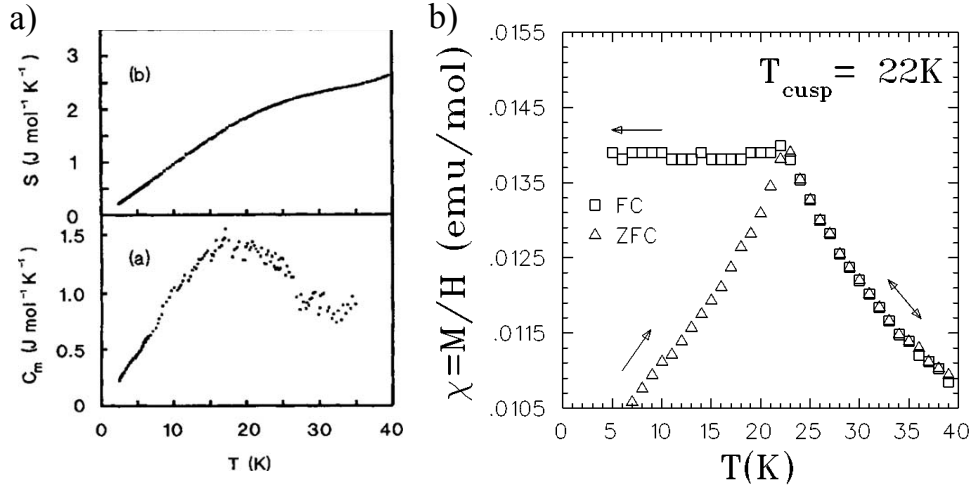 a)
(b)
S (J mol⁻¹ K⁻¹)
3
2
1
0
(a)
C_m (J mol⁻¹ K⁻¹)
1.5
1.0
0.5
0
0 10 20 30 40
T (K)
b)
χ=M/H (emu/mol)
.0155
.0145
.0135
.0125
.0115
.0105
T_cusp = 22K
FC
ZFC
0 5 10 15 20 25 30 35 40
T(K)